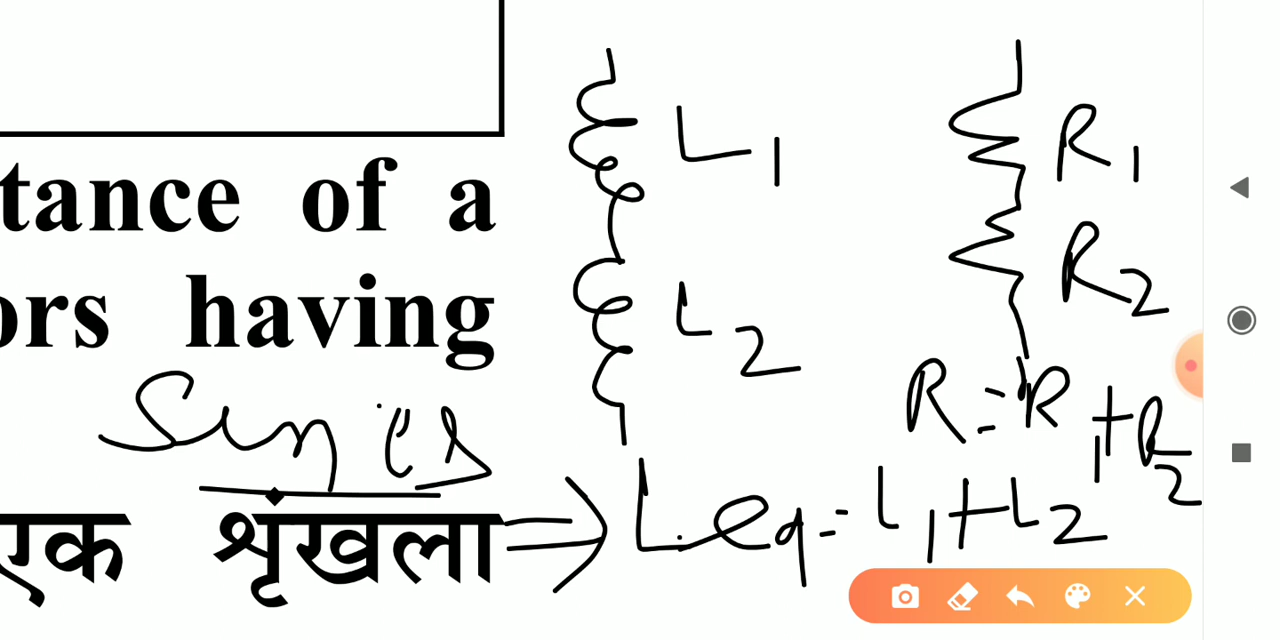 tance of a
ors having
Series
एक श्रृंखला
L1
L2
R1
R2
R = R1 + R2
Leq = L1 + L2